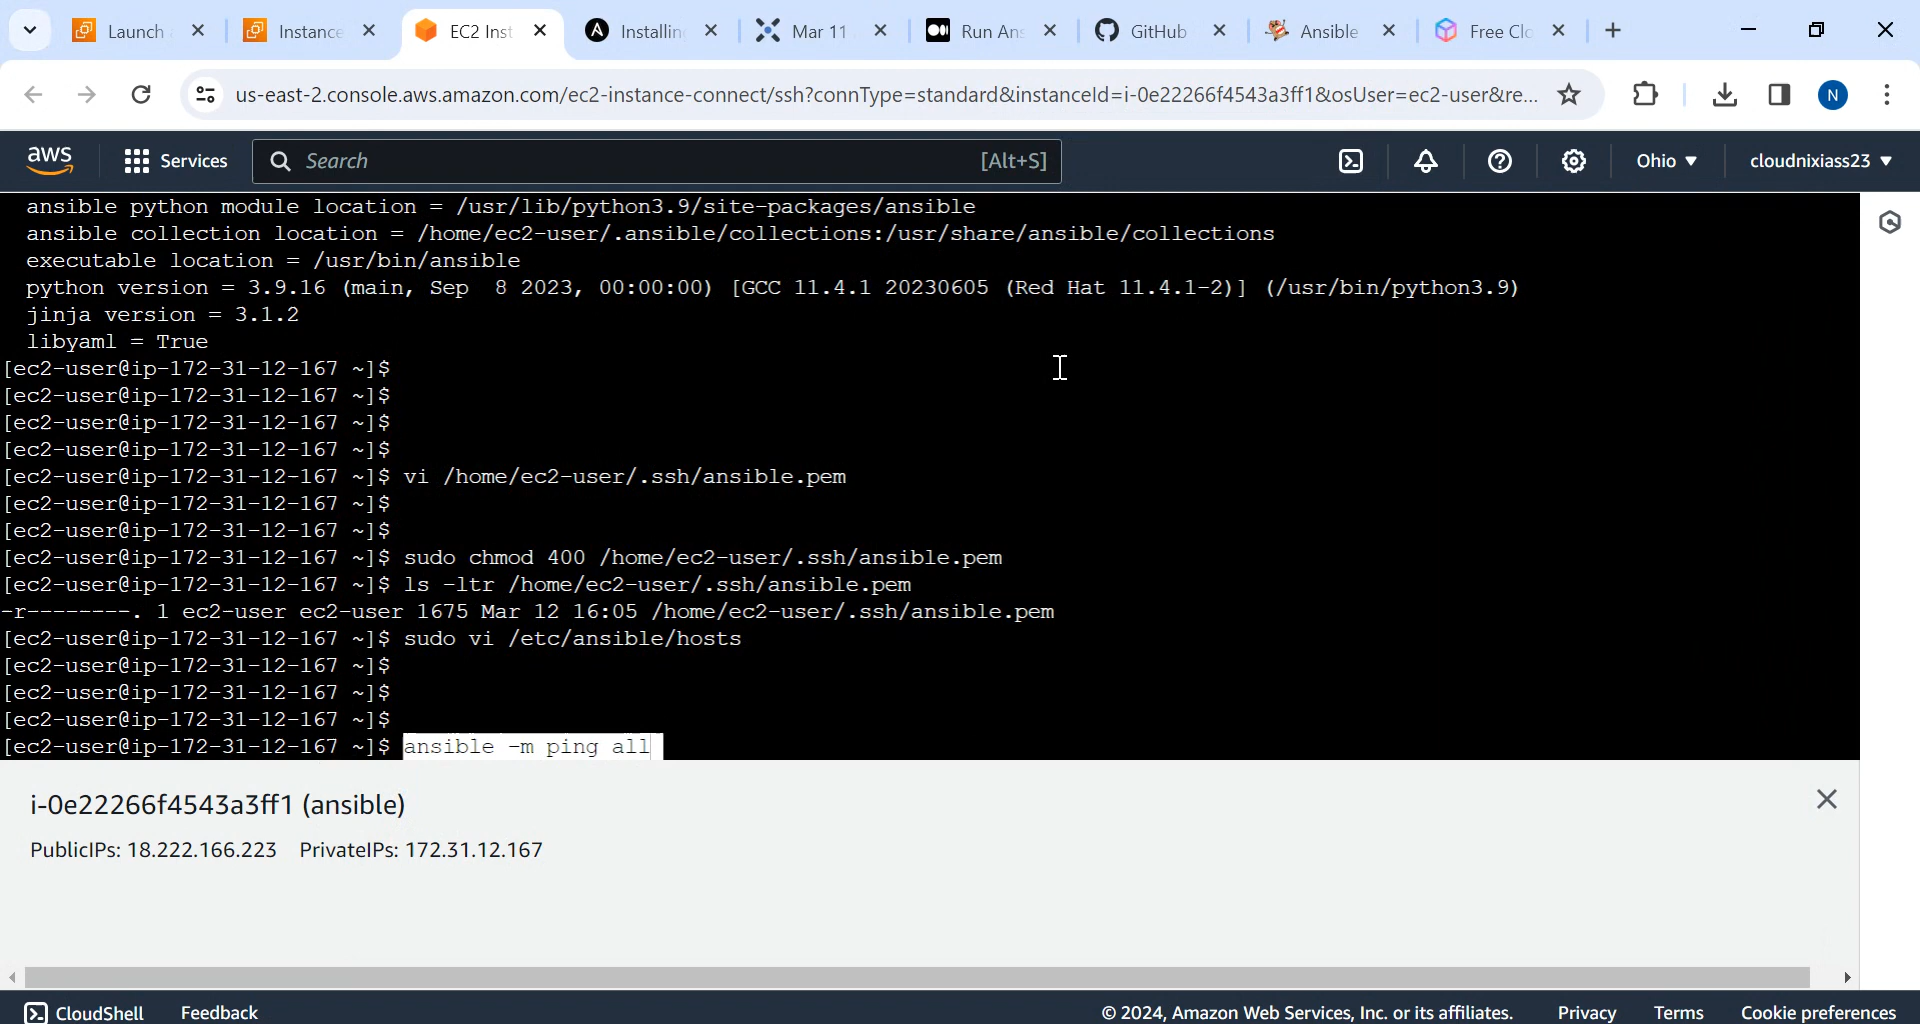 Launch
Instance
EC2 Inst
Installin
Mar 11
Run Ans
GitHub
Ansible
Free Clo
us-east-2.console.aws.amazon.com/ec2-instance-connect/ssh?connType=standard&instanceId=i-0e22266f4543a3ff1&osUser=ec2-user&re...
N
aws
Services
Search
[Alt+S]
Ohio
cloudnixiass23
ansible python module location = /usr/lib/python3.9/site-packages/ansible
ansible collection location = /home/ec2-user/.ansible/collections:/usr/share/ansible/collections
executable location = /usr/bin/ansible
python version = 3.9.16 (main, Sep  8 2023, 00:00:00) [GCC 11.4.1 20230605 (Red Hat 11.4.1-2)] (/usr/bin/python3.9)
jinja version = 3.1.2
libyaml = True
[ec2-user@ip-172-31-12-167 ~]$
[ec2-user@ip-172-31-12-167 ~]$
[ec2-user@ip-172-31-12-167 ~]$
[ec2-user@ip-172-31-12-167 ~]$
[ec2-user@ip-172-31-12-167 ~]$ vi /home/ec2-user/.ssh/ansible.pem
[ec2-user@ip-172-31-12-167 ~]$
[ec2-user@ip-172-31-12-167 ~]$
[ec2-user@ip-172-31-12-167 ~]$ sudo chmod 400 /home/ec2-user/.ssh/ansible.pem
[ec2-user@ip-172-31-12-167 ~]$ ls -ltr /home/ec2-user/.ssh/ansible.pem
-r--------. 1 ec2-user ec2-user 1675 Mar 12 16:05 /home/ec2-user/.ssh/ansible.pem
[ec2-user@ip-172-31-12-167 ~]$ sudo vi /etc/ansible/hosts
[ec2-user@ip-172-31-12-167 ~]$
[ec2-user@ip-172-31-12-167 ~]$
[ec2-user@ip-172-31-12-167 ~]$
[ec2-user@ip-172-31-12-167 ~]$ ansible -m ping all
i-0e22266f4543a3ff1 (ansible)
PublicIPs: 18.222.166.223   PrivateIPs: 172.31.12.167
CloudShell
Feedback
© 2024, Amazon Web Services, Inc. or its affiliates.
Privacy
Terms
Cookie preferences